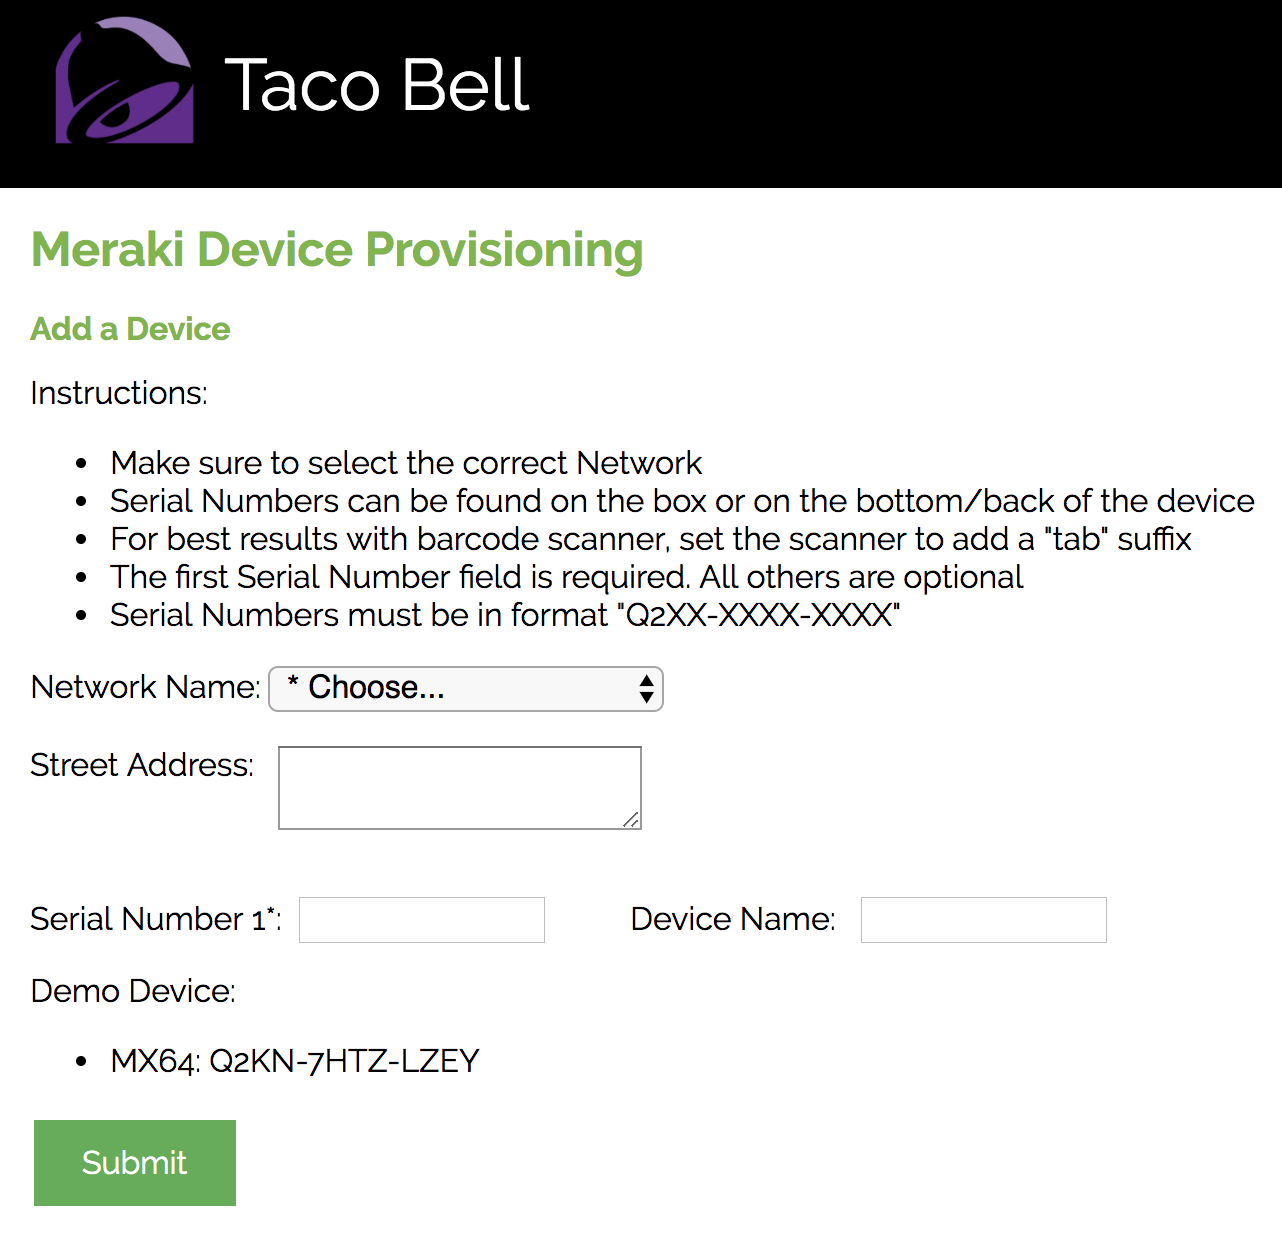 Taco Bell
Meraki Device Provisioning
Add a Device
Instructions:
• Make sure to select the correct Network
• Serial Numbers can be found on the box or on the bottom/back of the device
• For best results with barcode scanner, set the scanner to add a "tab" suffix
• The first Serial Number field is required. All others are optional
• Serial Numbers must be in format "Q2XX-XXXX-XXXX"
Network Name: * Choose...
Street Address:
Serial Number 1*: Device Name:
Demo Device:
• MX64: Q2KN-7HTZ-LZEY
Submit